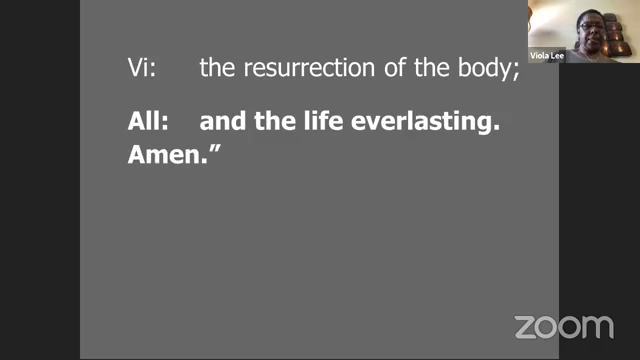 Viola Lee
Vi: the resurrection of the body;
All: and the life everlasting.
Amen.”
zoom